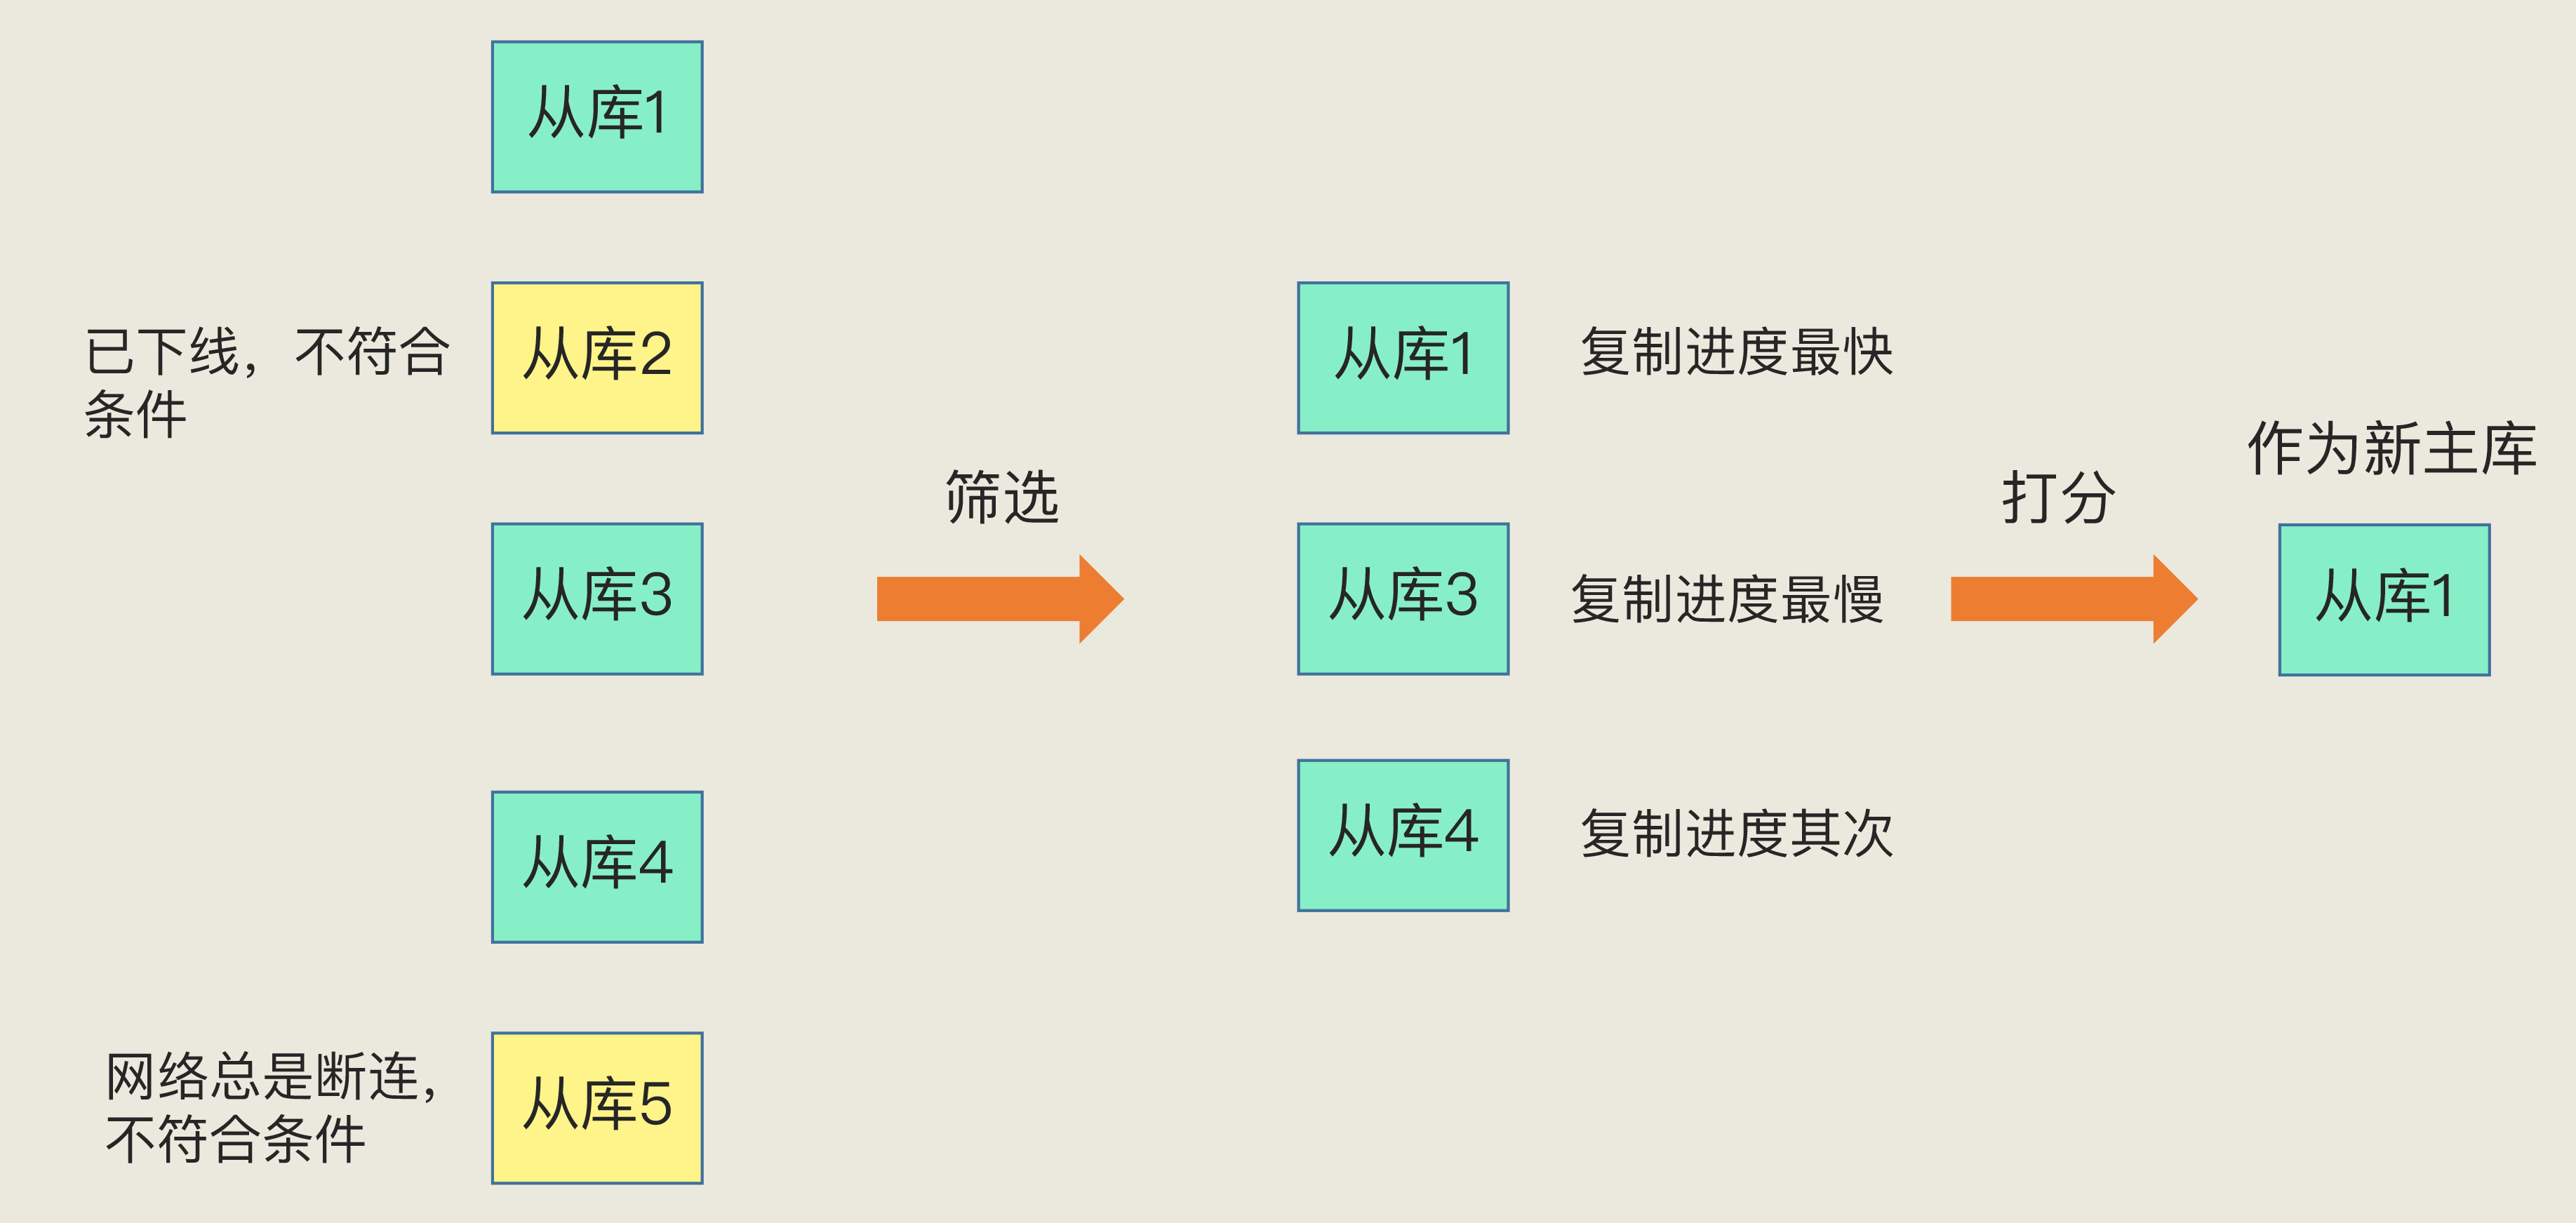 从库1
已下线，不符合
条件
从库2
从库3
从库4
网络总是断连，
不符合条件
从库5
筛选
从库1
复制进度最快
从库3
复制进度最慢
从库4
复制进度其次
打分
作为新主库
从库1